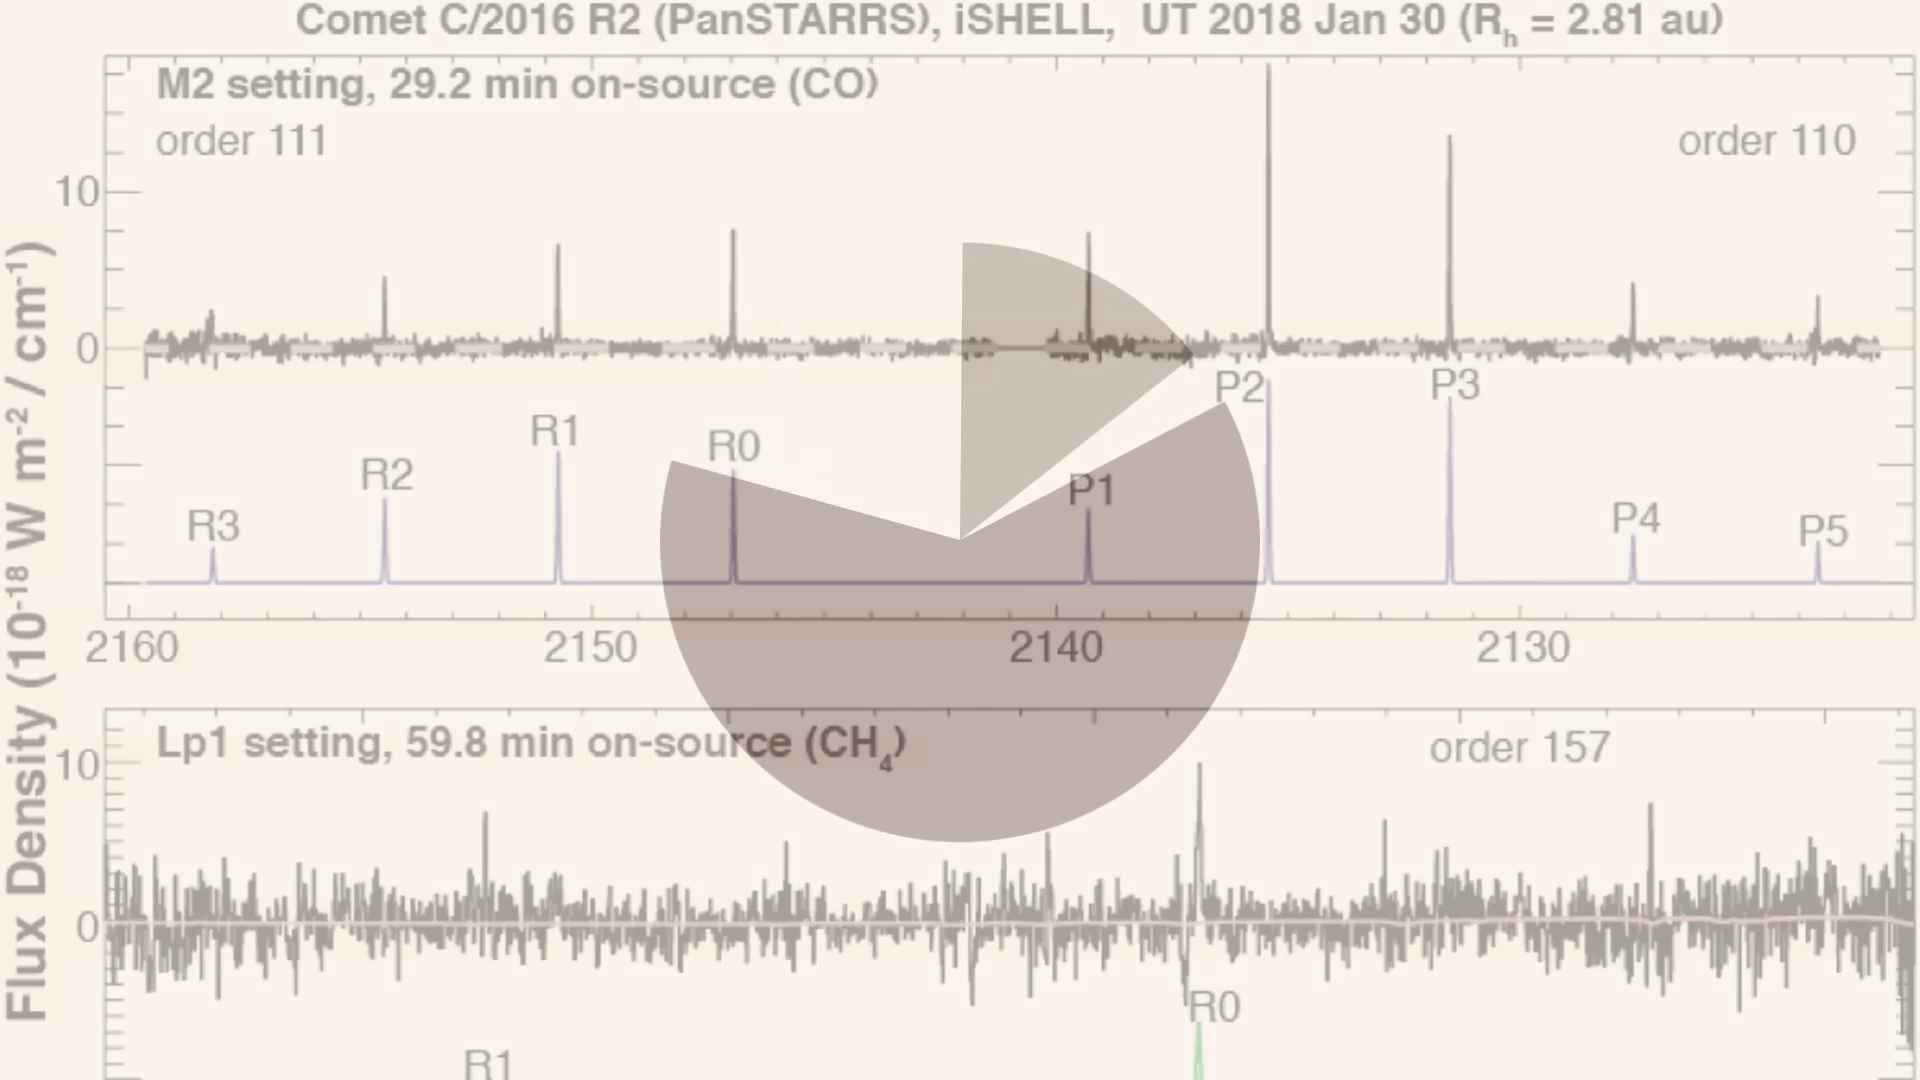 Comet C/2016 R2 (PanSTARRS), iSHELL, UT 2018 Jan 30 (Rh = 2.81 au)
M2 setting, 29.2 min on-source (CO)
order 111
order 110
10
0
P2
P3
R1
R0
R2
P1
R3
P4
P5
2160
2150
2140
2130
Flux Density (10-18 W m-2 / cm-1)
Lp1 setting, 59.8 min on-source (CH4)
order 157
10
0
R0
R1